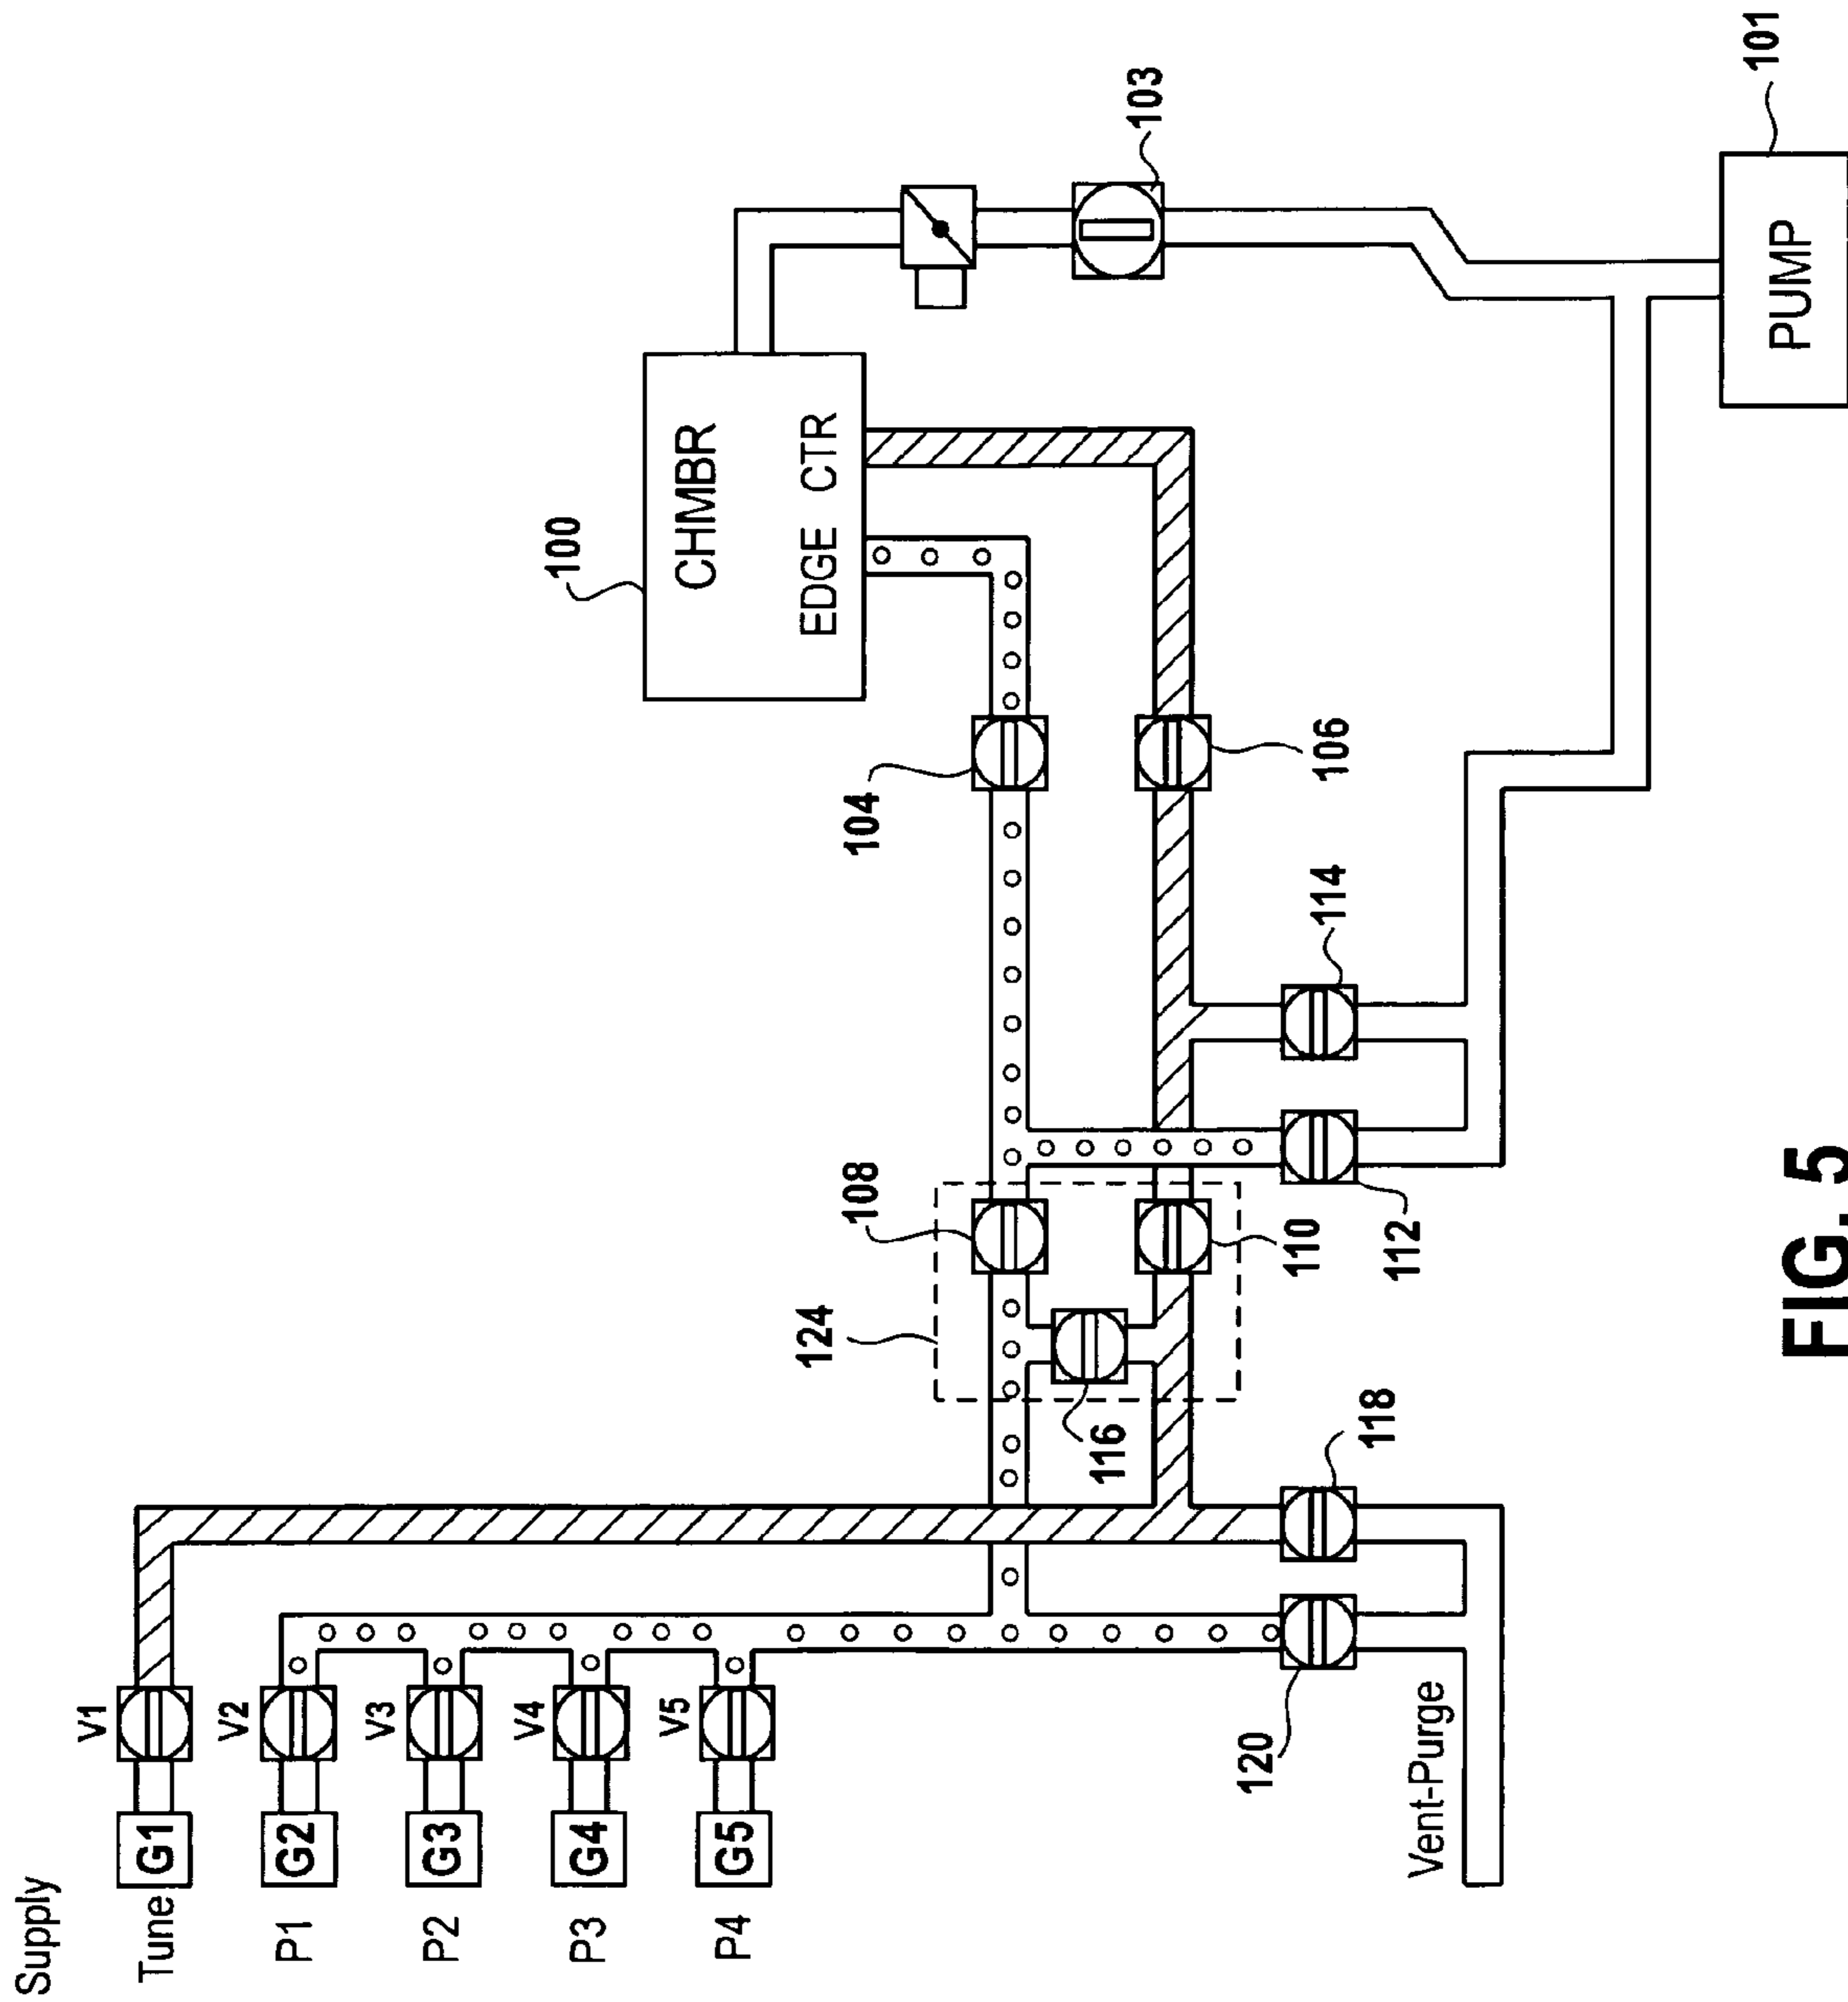 Supply
Tune
G1
V1
P1
G2
V2
P2
G3
V3
P3
G4
V4
P4
G5
V5
100
CHMBR
EDGE CTR
103
104
106
108
124
116
110
112
114
118
120
Vent-Purge
PUMP
101
FIG. 5